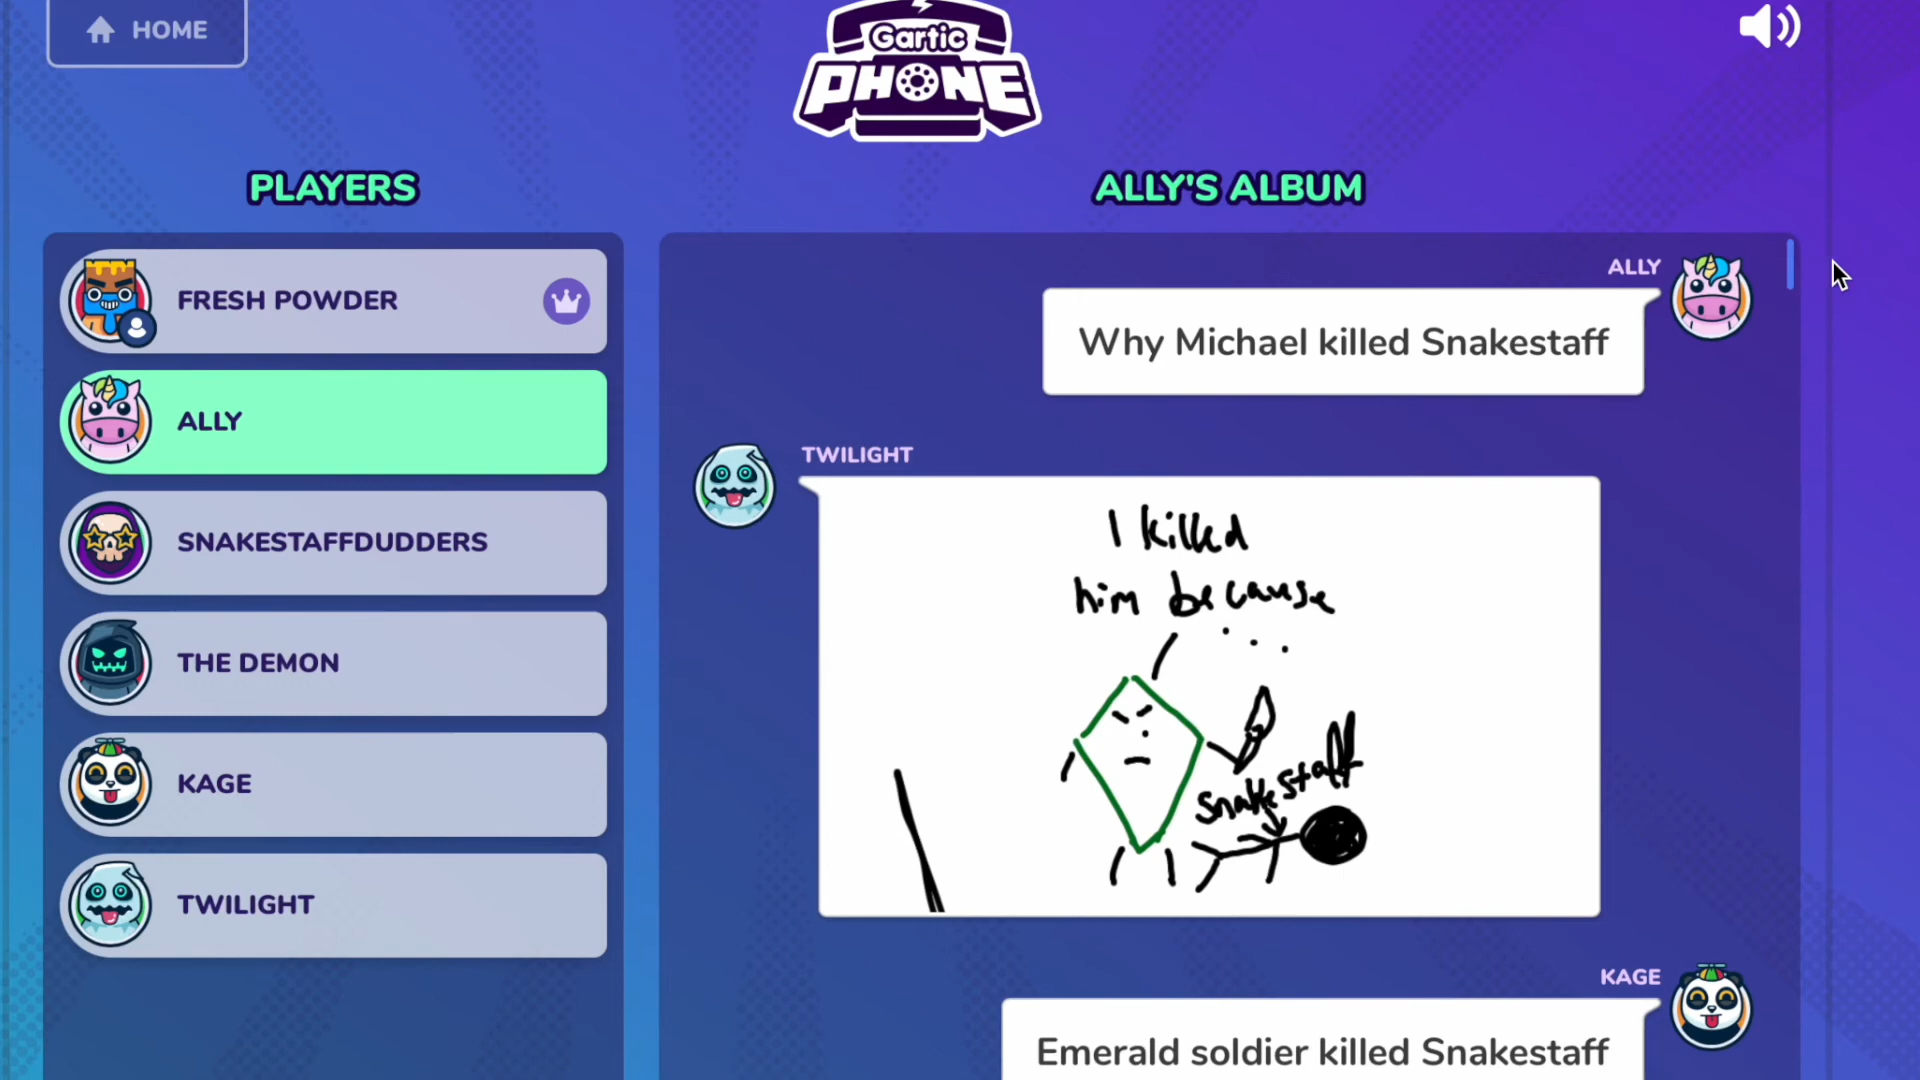 HOME
Gartic
PHONE
PLAYERS
FRESH POWDER
ALLY
SNAKESTAFFDUDDERS
THE DEMON
KAGE
TWILIGHT
ALLY'S ALBUM
ALLY
Why Michael killed Snakestaff
TWILIGHT
I killed
him because
...
Snakestaff
KAGE
Emerald soldier killed Snakestaff